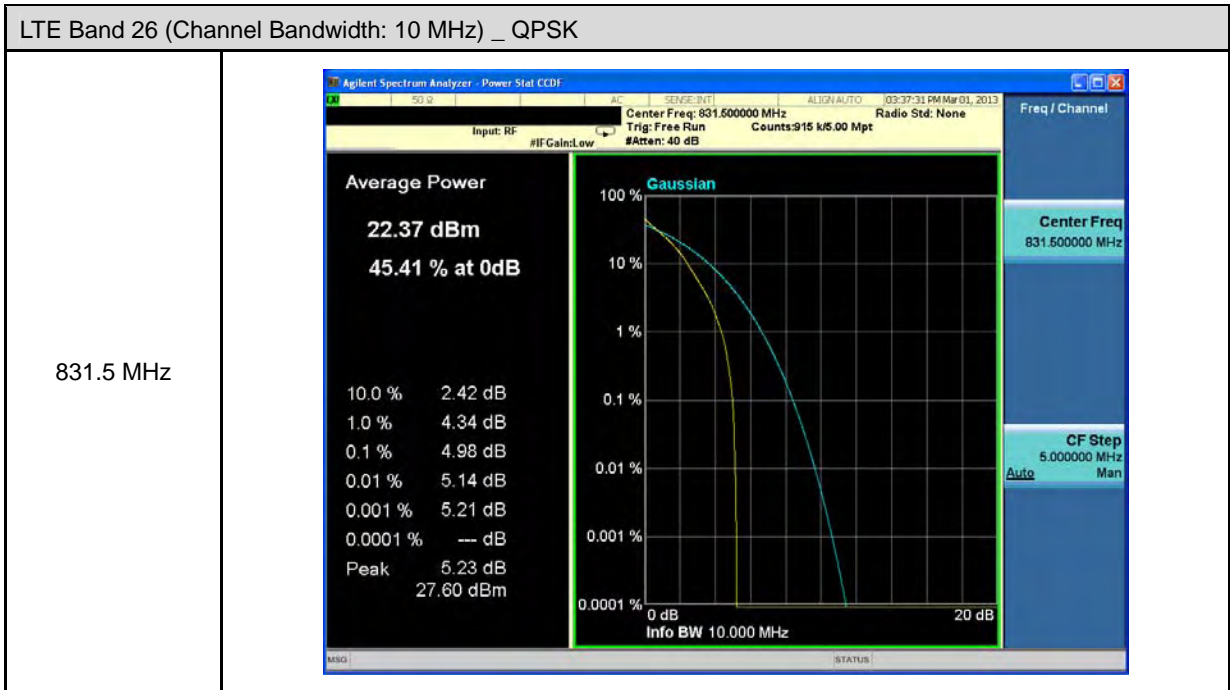 LTE Band 26 (Channel Bandwidth: 10 MHz) _ QPSK
831.5 MHz
Agilent Spectrum Analyzer - Power Stat CCDF
50 Ω AC SENSE:INT ALIGN AUTO 03:37:31 PM Mar 01, 2013
Center Freq: 831.500000 MHz Radio Std: None
Input: RF Trig: Free Run Counts:915 k/5.00 Mpt
#IFGain:Low #Atten: 40 dB
Freq / Channel
Average Power
22.37 dBm
45.41 % at 0dB
10.0 % 2.42 dB
1.0 % 4.34 dB
0.1 % 4.98 dB
0.01 % 5.14 dB
0.001 % 5.21 dB
0.0001 % --- dB
Peak 5.23 dB
27.60 dBm
Gaussian
100 %
10 %
1 %
0.1 %
0.01 %
0.001 %
0.0001 %
0 dB 20 dB
Info BW 10.000 MHz
Center Freq
831.500000 MHz
CF Step
5.000000 MHz
Auto Man
MSG STATUS